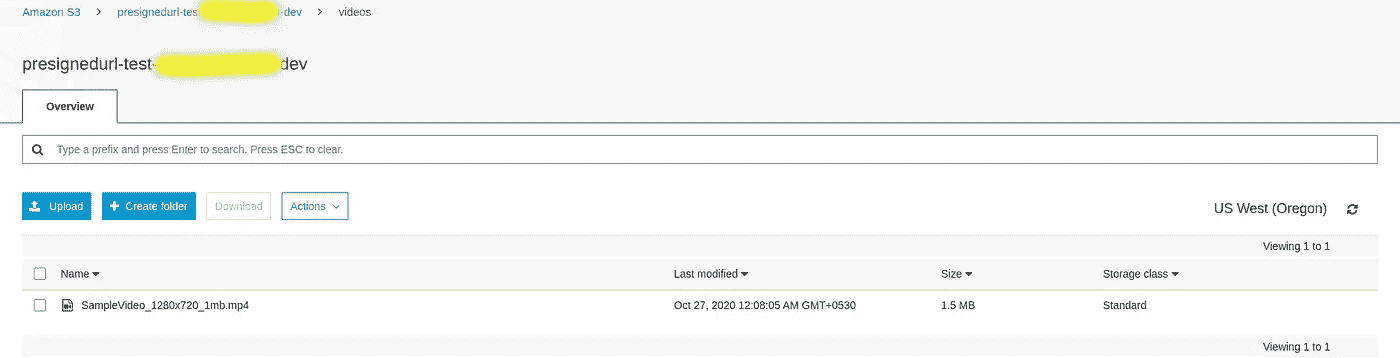 Amazon S3 > presignedurl-tes -dev > videos
presignedurl-test- dev
Overview
Type a prefix and press Enter to search. Press ESC to clear.
Upload Create folder Download Actions US West (Oregon)
Viewing 1 to 1
Name Last modified Size Storage class
SampleVideo_1280x720_1mb.mp4 Oct 27, 2020 12:08:05 AM GMT+0530 1.5 MB Standard
Viewing 1 to 1